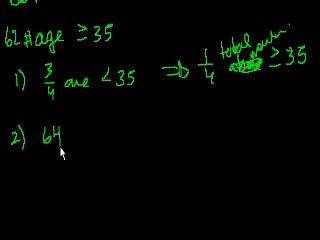 62 # age ≥ 35
1) 3/4 are < 35 ⇒ 1/4 total ≥ 35
2) 64